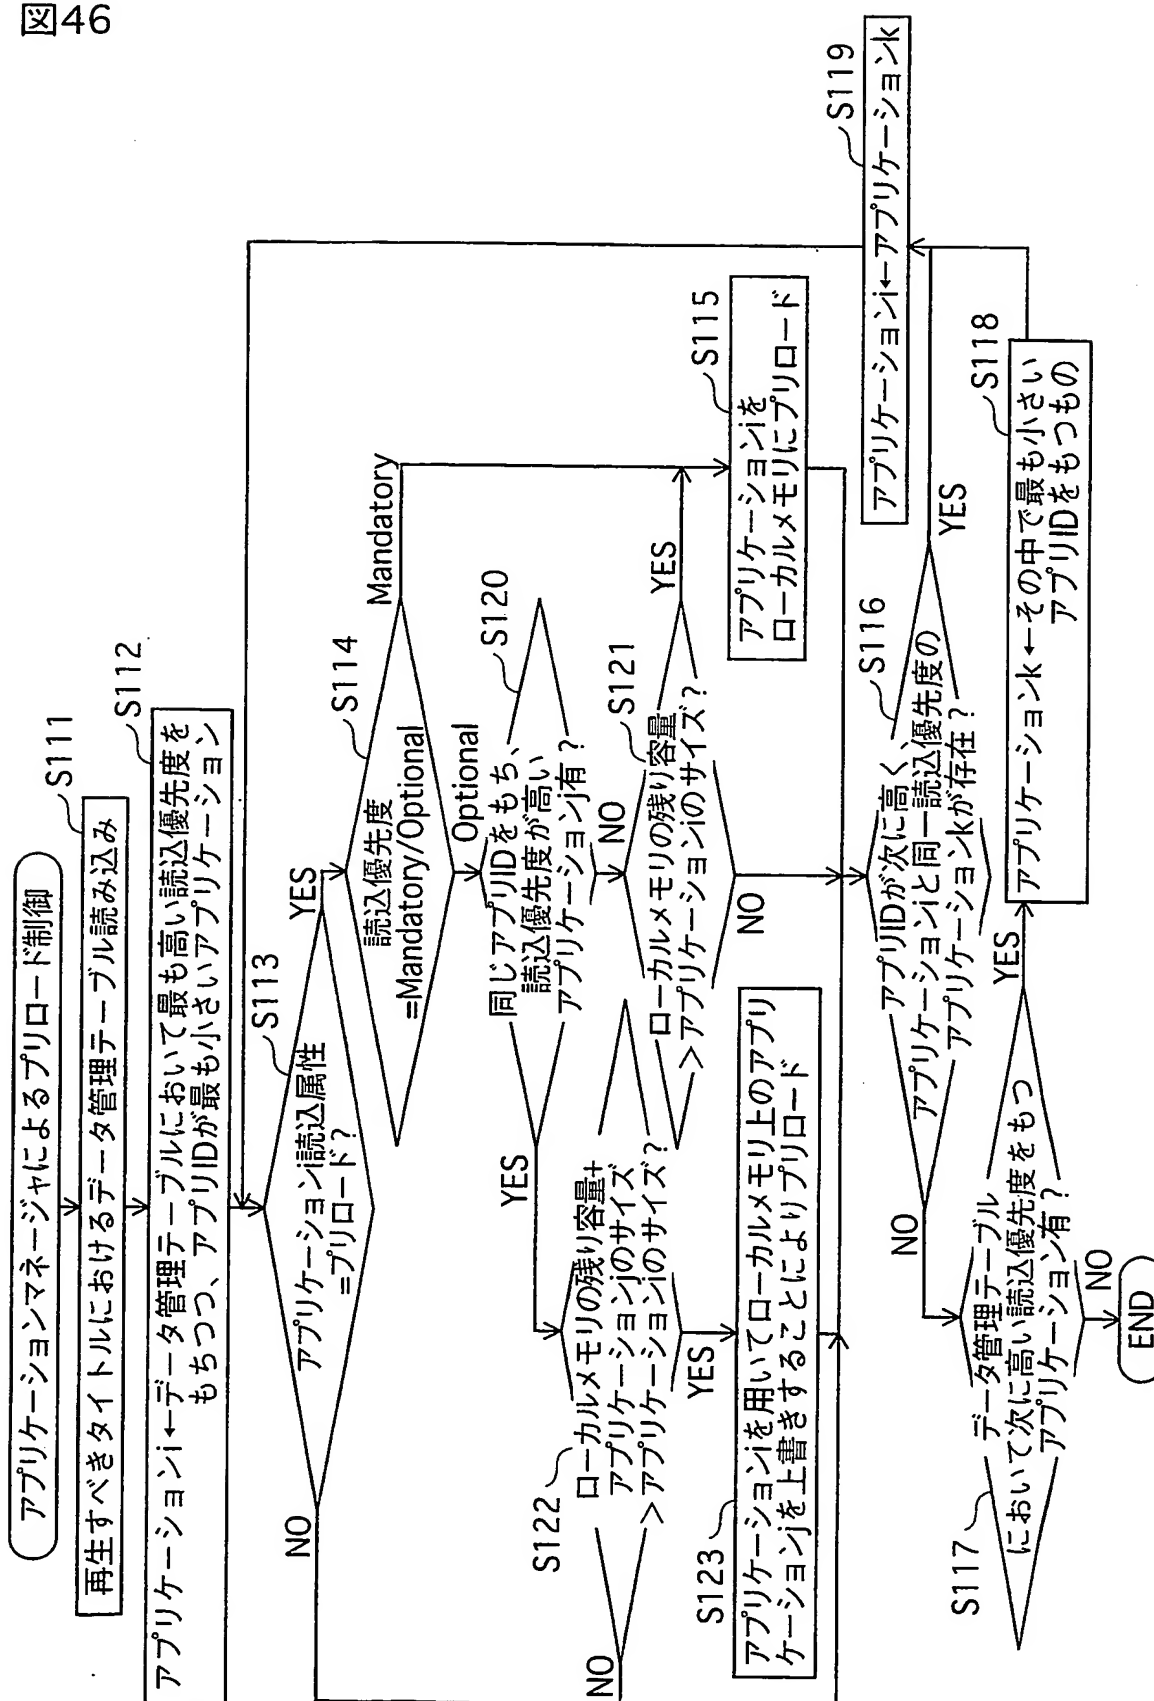 図46
アプリケーションマネージャによるプリロード制御
S111
再生すべきタイトルにおけるデータ管理テーブル読み込み
S112
アプリケーションi←データ管理テーブルにおいて最も高い読込優先度を
もちつつ、アプリIDが最も小さいアプリケーション
S113
アプリケーションi読込属性
=プリロード?
YES
NO
S114
読込優先度
=Mandatory/Optional
Mandatory
Optional
S120
同じアプリIDをもち、
読込優先度が高い
アプリケーションj有?
YES
NO
S121
ローカルメモリの残り容量
>アプリケーションiのサイズ?
YES
NO
S122
ローカルメモリの残り容量+
アプリケーションjのサイズ
>アプリケーションiのサイズ?
YES
NO
S115
アプリケーションiを
ローカルメモリにプリロード
S123
アプリケーションiを用いてローカルメモリ上のアプリ
ケーションjを上書きすることによりプリロード
S116
アプリIDが次に高く、
アプリケーションiと同一読込優先度の
アプリケーションkが存在?
YES
NO
S119
アプリケーションi←アプリケーションk
S117
データ管理テーブル
において次に高い読込優先度をもつ
アプリケーション有?
YES
NO
S118
アプリケーションk←その中で最も小さい
アプリIDをもつもの
END